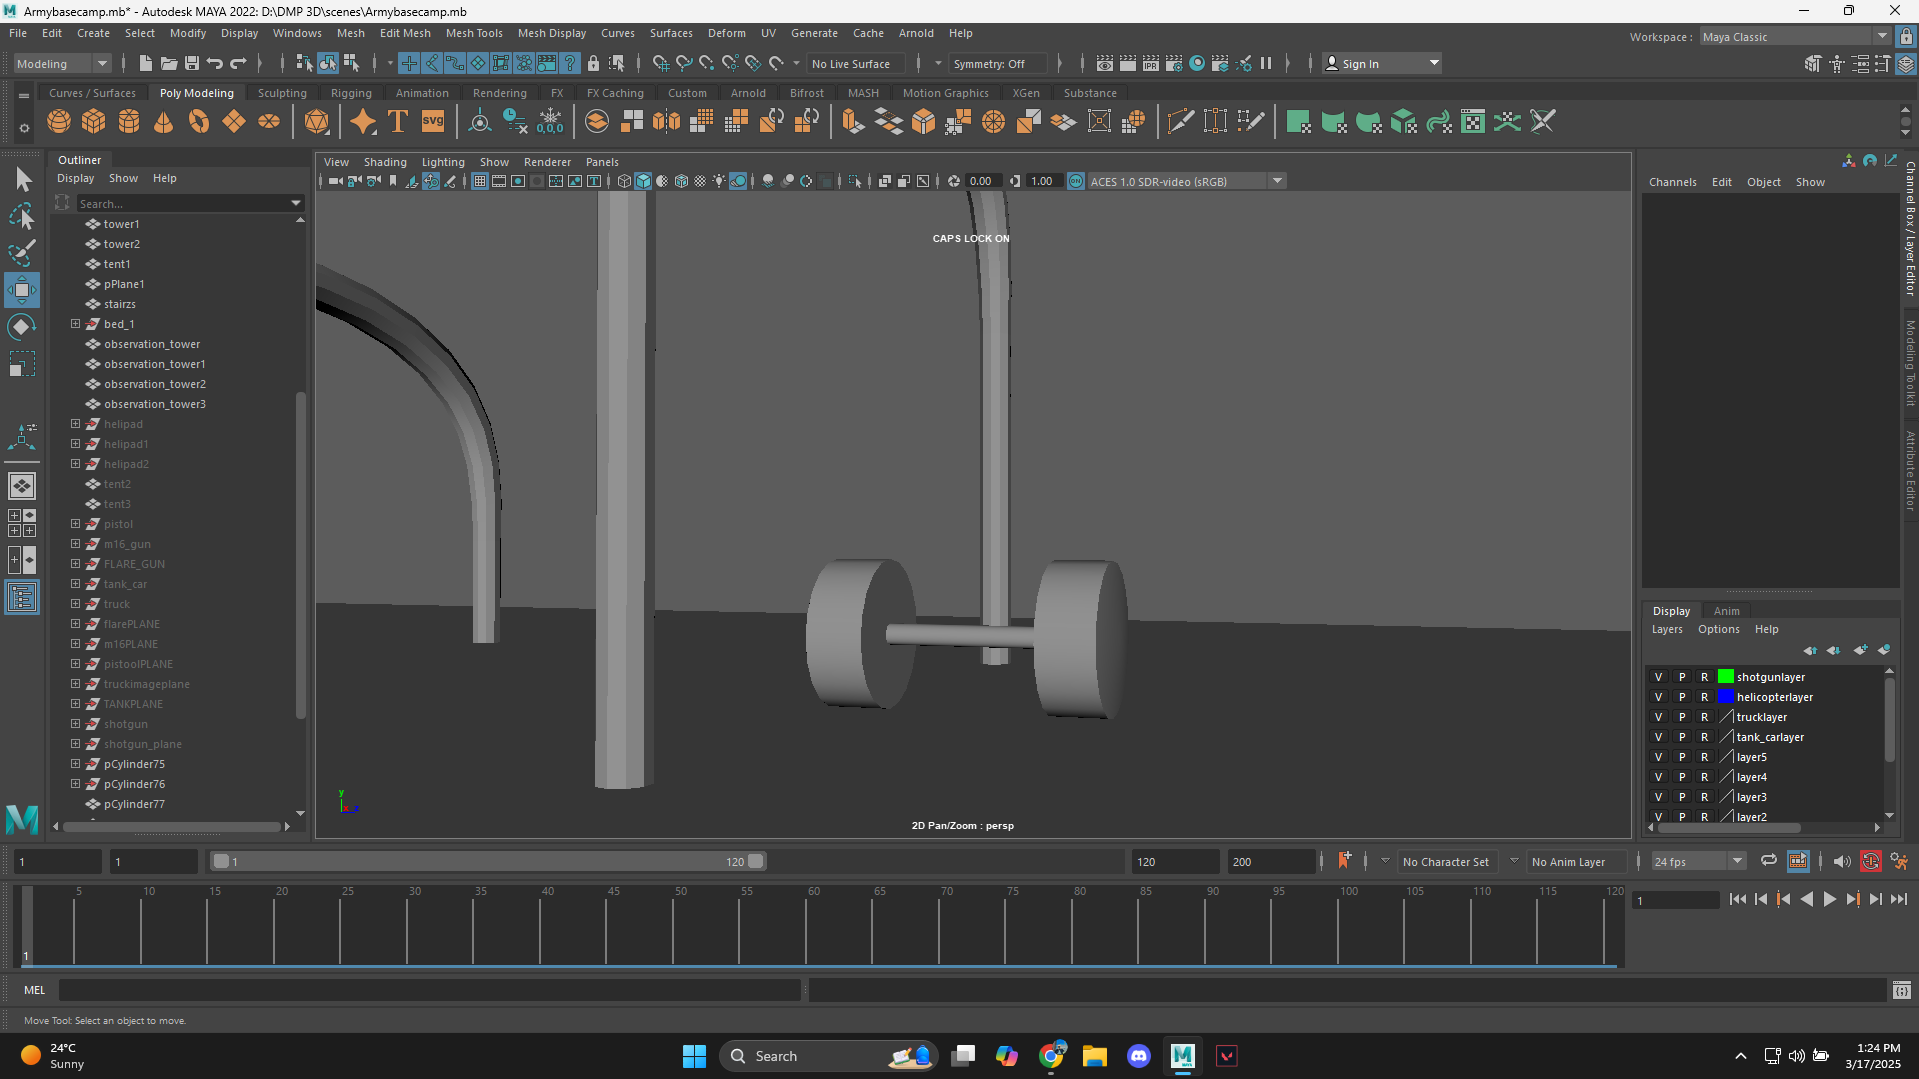 Armybasecamp.mb* - Autodesk MAYA 2022: D:\DMP 3D\scenes\Armybasecamp.mb
File Edit Create Select Modify Display Windows Mesh Edit Mesh Mesh Tools Mesh Display Curves Surfaces Deform UV Generate Cache Arnold Help
Workspace : Maya Classic
Modeling No Live Surface Symmetry: Off Sign In
Curves / Surfaces Poly Modeling Sculpting Rigging Animation Rendering FX FX Caching Custom Arnold Bifrost MASH Motion Graphics XGen Substance
T svg 0,0,0
Outliner
Display Show Help
Search...
tower1
tower2
tent1
pPlane1
stairzs
bed_1
observation_tower
observation_tower1
observation_tower2
observation_tower3
helipad
helipad1
helipad2
tent2
tent3
pistol
m16_gun
FLARE_GUN
tank_car
truck
flarePLANE
m16PLANE
pistoolPLANE
truckimageplane
TANKPLANE
shotgun
shotgun_plane
pCylinder75
pCylinder76
pCylinder77
View Shading Lighting Show Renderer Panels
0.00 1.00 ON ACES 1.0 SDR-video (sRGB)
CAPS LOCK ON
y
z
2D Pan/Zoom : persp
Channels Edit Object Show
Channel Box / Layer Editor
Modeling Toolkit
Attribute Editor
Display Anim
Layers Options Help
V P R shotgunlayer
V P R helicopterlayer
V P R trucklayer
V P R tank_carlayer
V P R layer5
V P R layer4
V P R layer3
V P R layer2
1 1 1 120 120 200 No Character Set No Anim Layer 24 fps
5 10 15 20 25 30 35 40 45 50 55 60 65 70 75 80 85 90 95 100 105 110 115 120
1
1
MEL
Move Tool: Select an object to move.
24°C
Sunny
Search
1:24 PM
3/17/2025